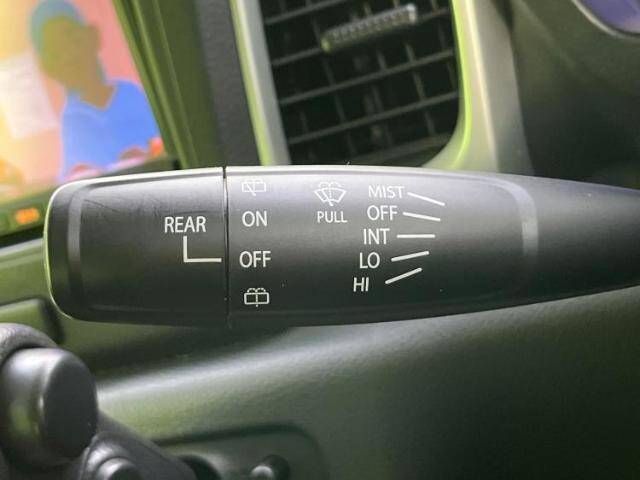 REAR
ON
OFF
PULL
MIST
OFF
INT
LO
HI